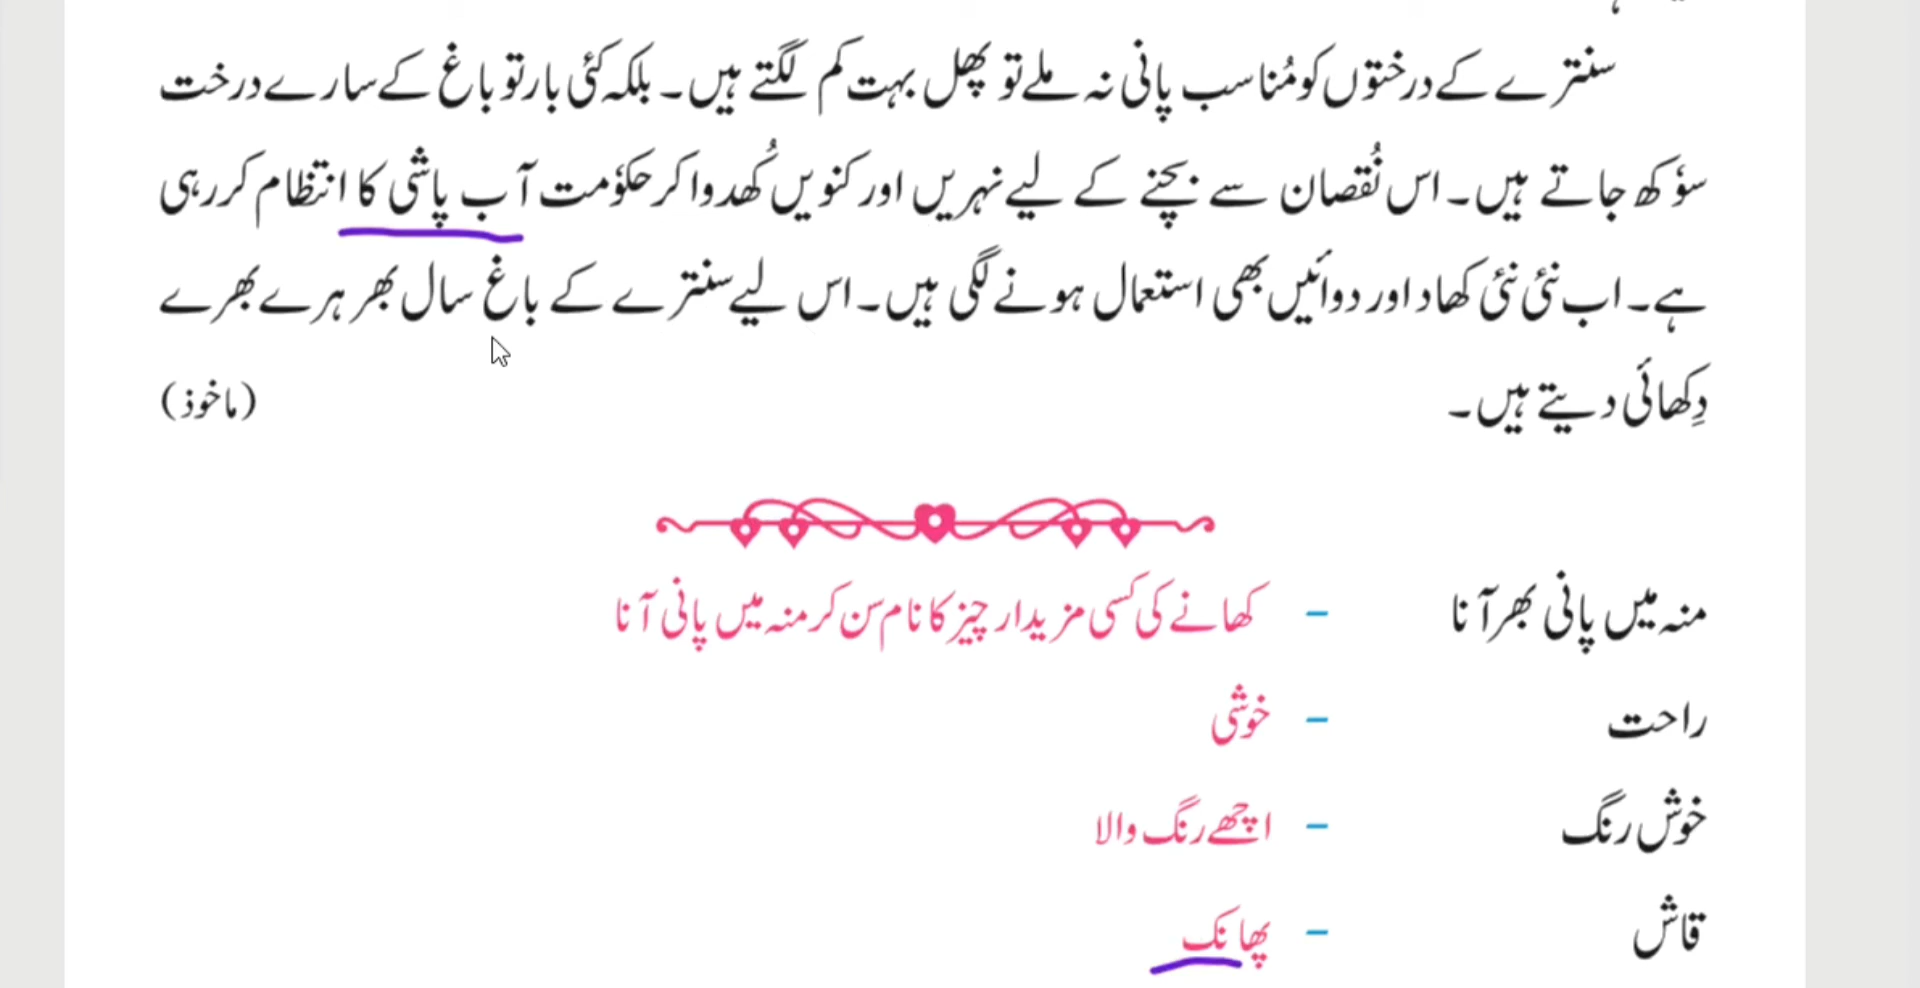 سنترے کے درختوں کو مُناسب پانی نہ ملے تو پھل بہت کم لگتے ہیں۔ بلکہ کئی بار تو باغ کے سارے درخت
سوٗکھ جاتے ہیں۔ اس نُقصان سے بچنے کے لیے نہریں اور کنویں کُھدوا کر حکوٗمت آب پاشی کا انتظام کر رہی
ہے۔ اب نئی نئی کھاد اور دوائیں بھی استعمال ہونے لگی ہیں۔ اس لیے سنترے کے باغ سال بھر ہرے بھرے
دِکھائی دیتے ہیں۔ (ماخوذ)
منہ میں پانی بھر آنا – کھانے کی کسی مزیدار چیز کا نام سن کر منہ میں پانی آنا
راحت – خوشی
خوش رنگ – اچھے رنگ والا
قاش – پھانک